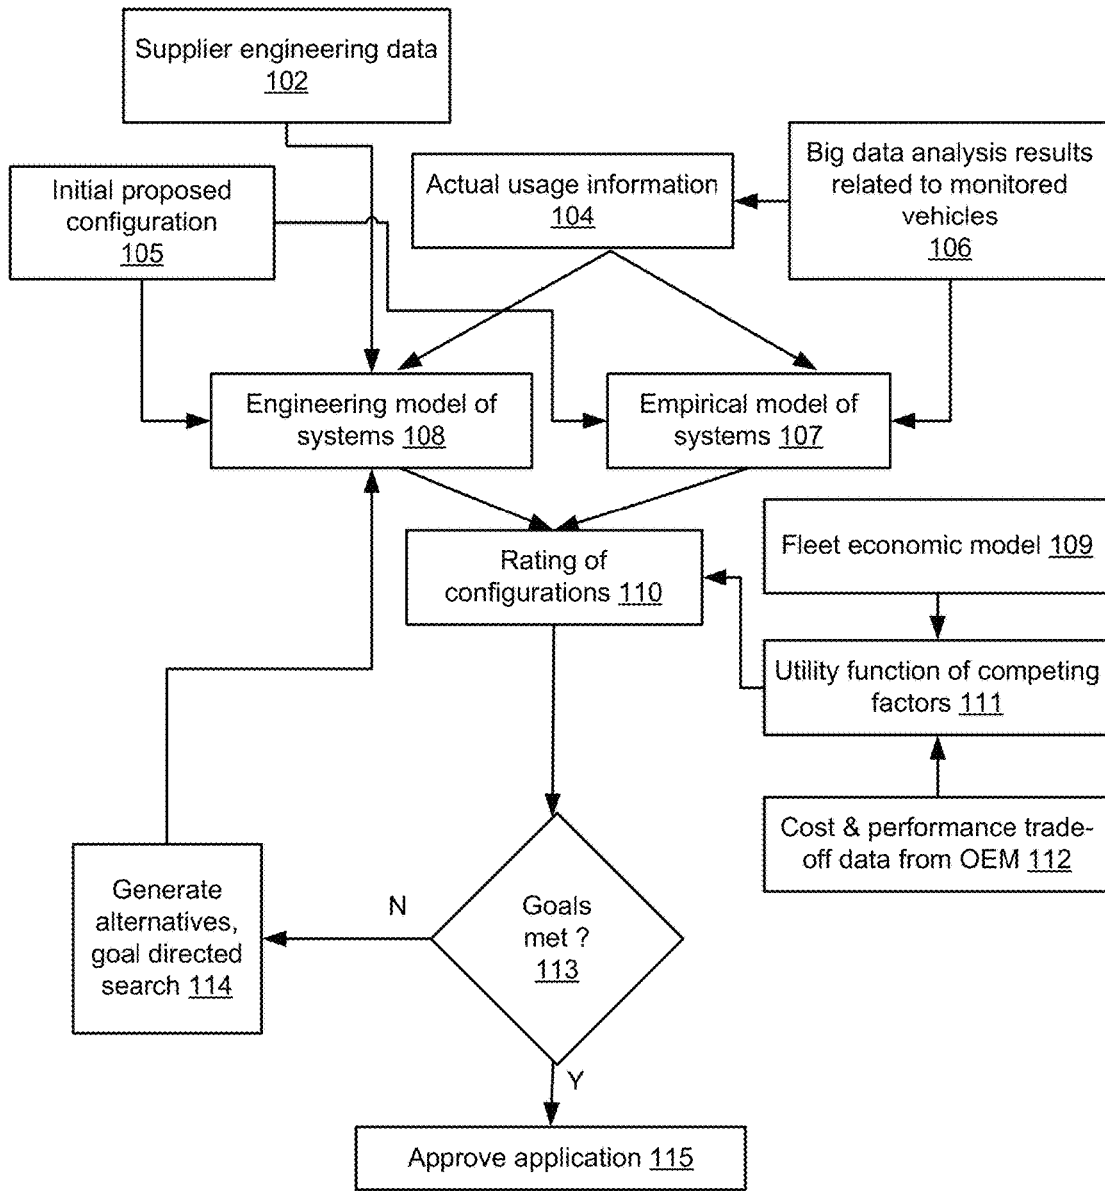 Supplier engineering data
102
Initial proposed
configuration
105
Actual usage information
104
Big data analysis results
related to monitored
vehicles
106
Engineering model of
systems 108
Empirical model of
systems 107
Rating of
configurations 110
Fleet economic model 109
Utility function of competing
factors 111
Cost & performance trade-
off data from OEM 112
Generate
alternatives,
goal directed
search 114
N
Goals
met ?
113
Y
Approve application 115